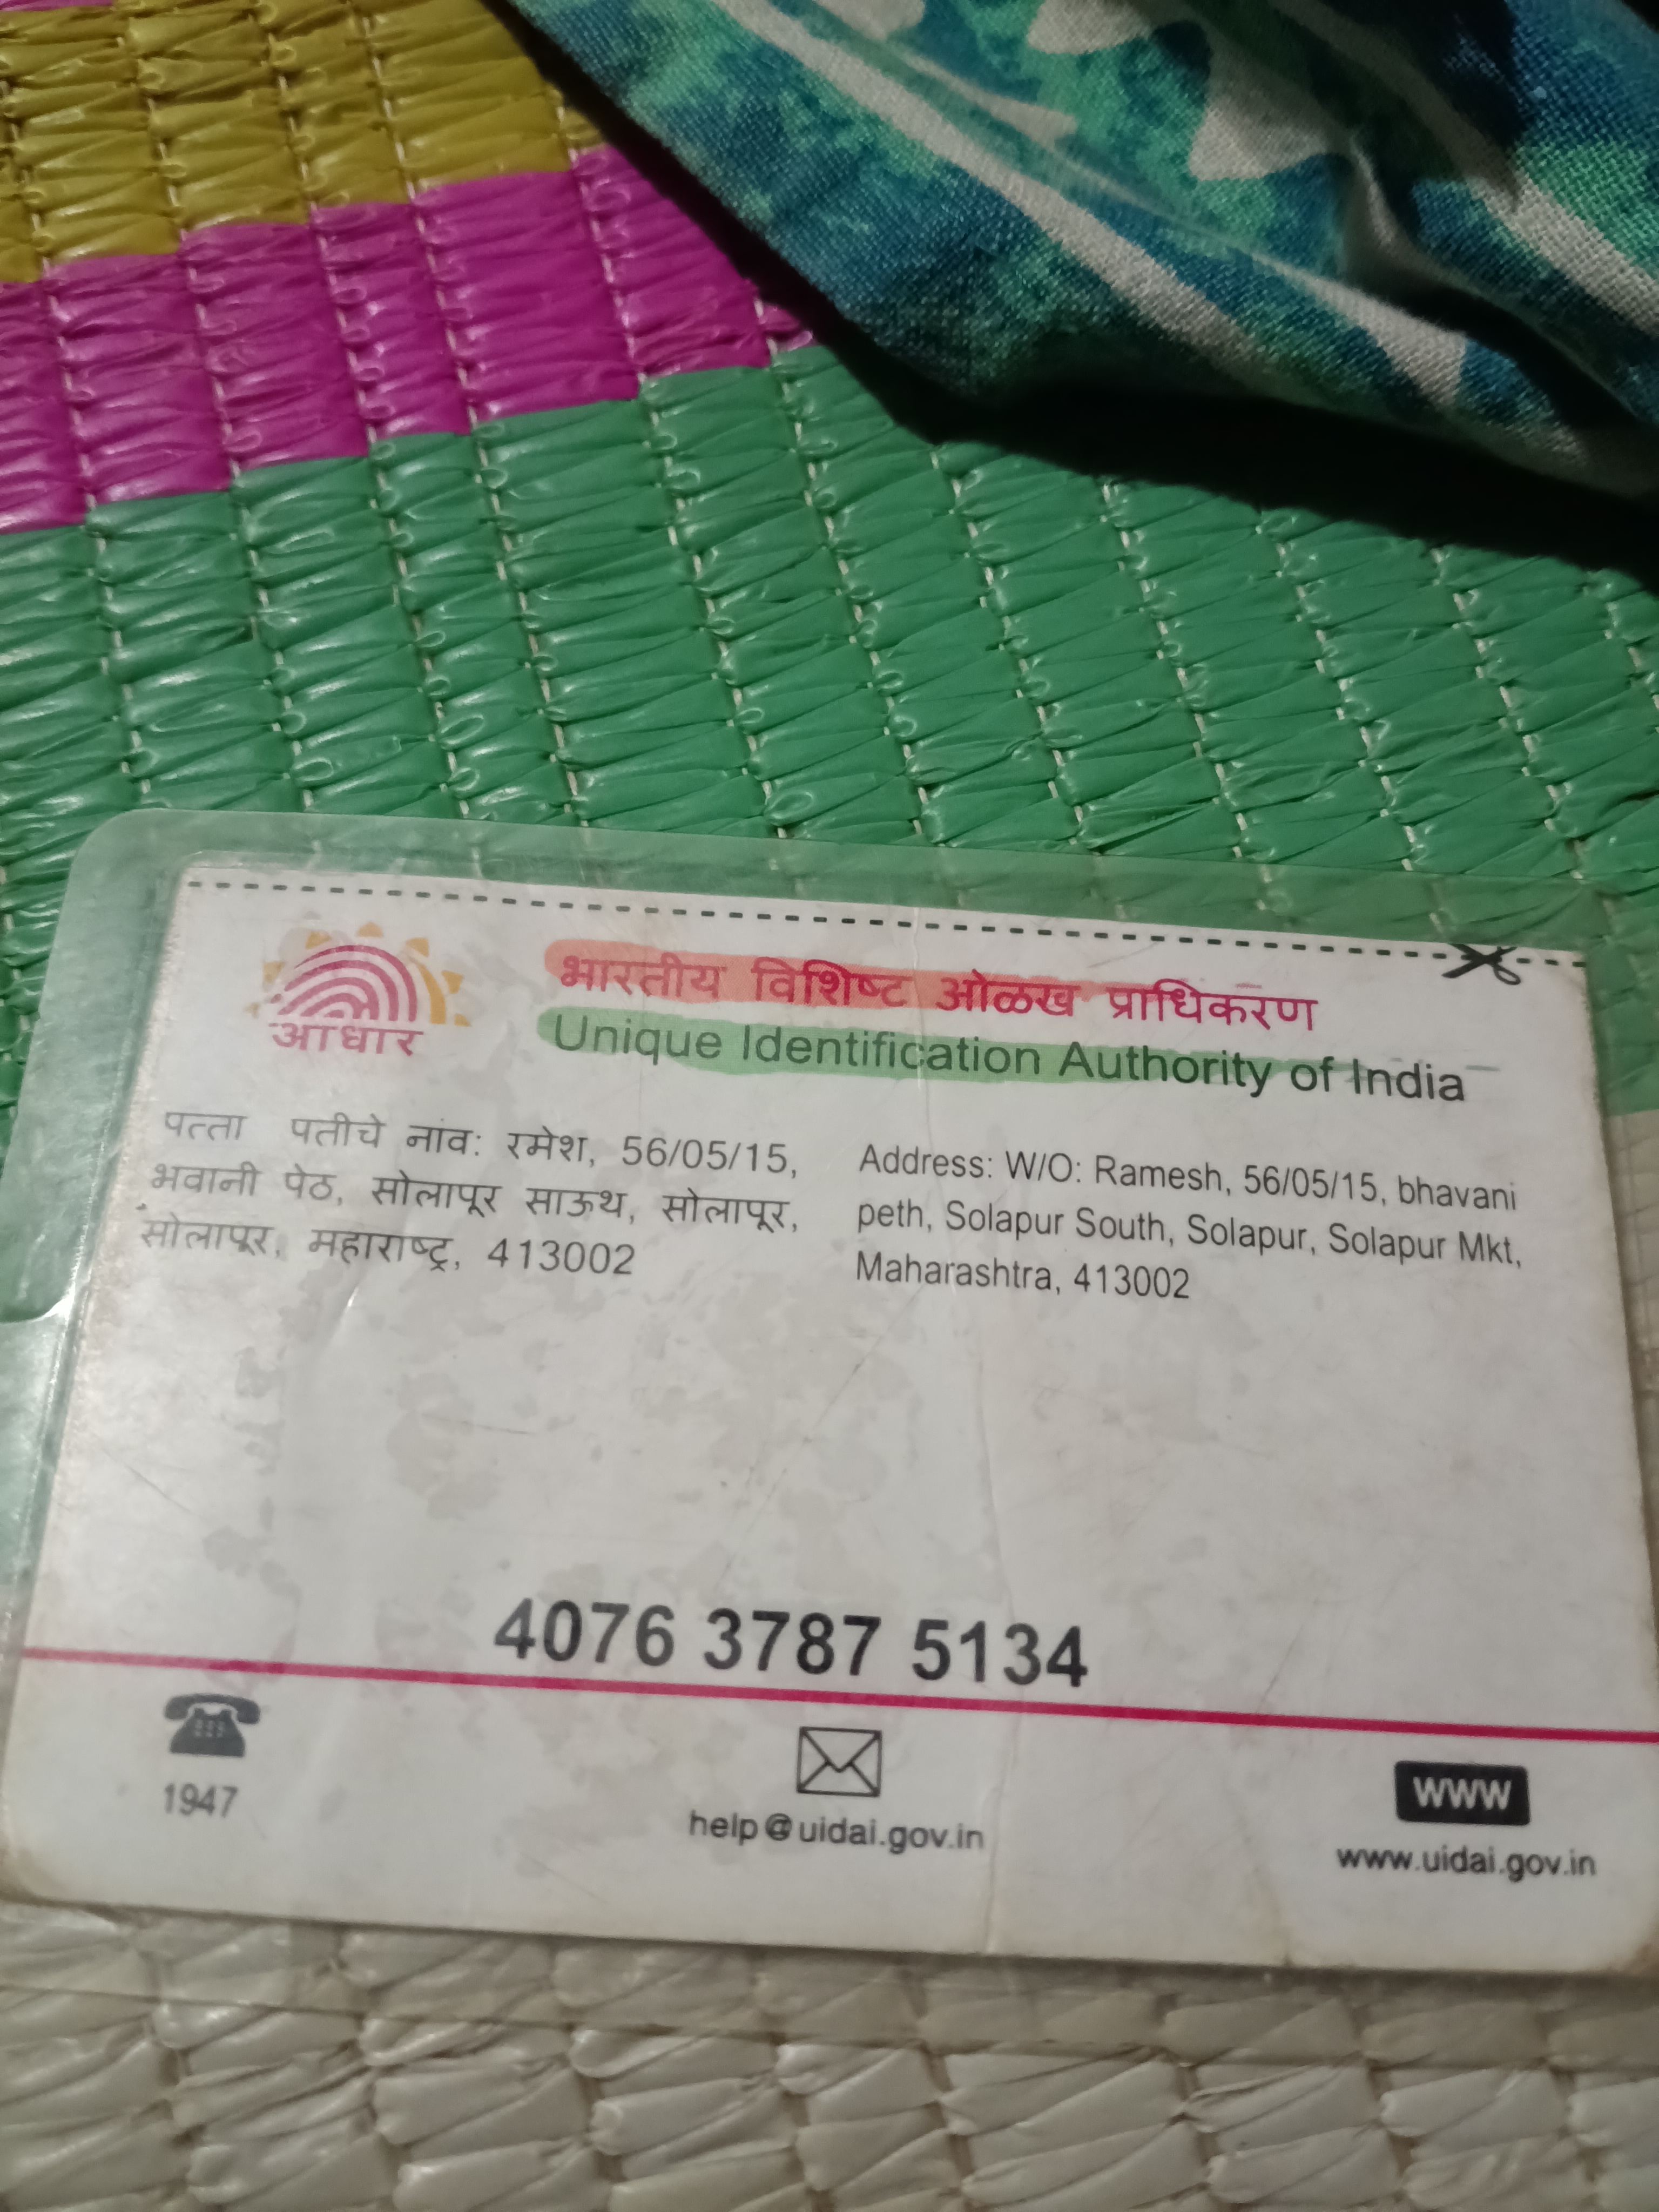 आधार
भारतीय विशिष्ट ओळख प्राधिकरण
Unique Identification Authority of India
पत्ता पतीचे नांव: रमेश, 56/05/15,
भवानी पेठ, सोलापूर साऊथ, सोलापूर,
सोलापूर, महाराष्ट्र, 413002
Address: W/O: Ramesh, 56/05/15, bhavani
peth, Solapur South, Solapur, Solapur Mkt,
Maharashtra, 413002
4076 3787 5134
1947
help@uidai.gov.in
www
www.uidai.gov.in